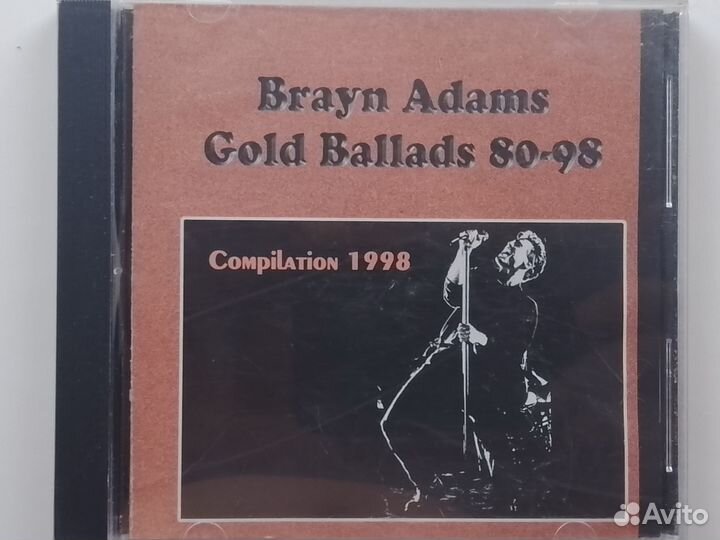 Brayn Adams
Gold Ballads 80-98
Compilation 1998
Avito